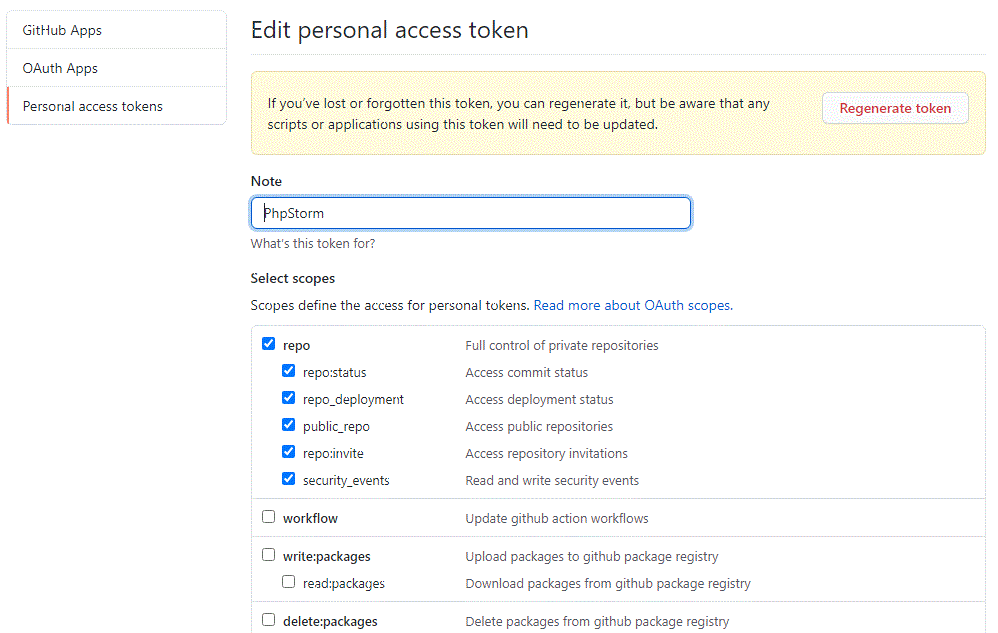 GitHub Apps
OAuth Apps
Personal access tokens
Edit personal access token
If you've lost or forgotten this token, you can regenerate it, but be aware that any
scripts or applications using this token will need to be updated.
Regenerate token
Note
PhpStorm
What's this token for?
Select scopes
Scopes define the access for personal tokens. Read more about OAuth scopes.
repo Full control of private repositories
repo:status Access commit status
repo_deployment Access deployment status
public_repo Access public repositories
repo:invite Access repository invitations
security_events Read and write security events
workflow Update github action workflows
write:packages Upload packages to github package registry
read:packages Download packages from github package registry
delete:packages Delete packages from github package registry